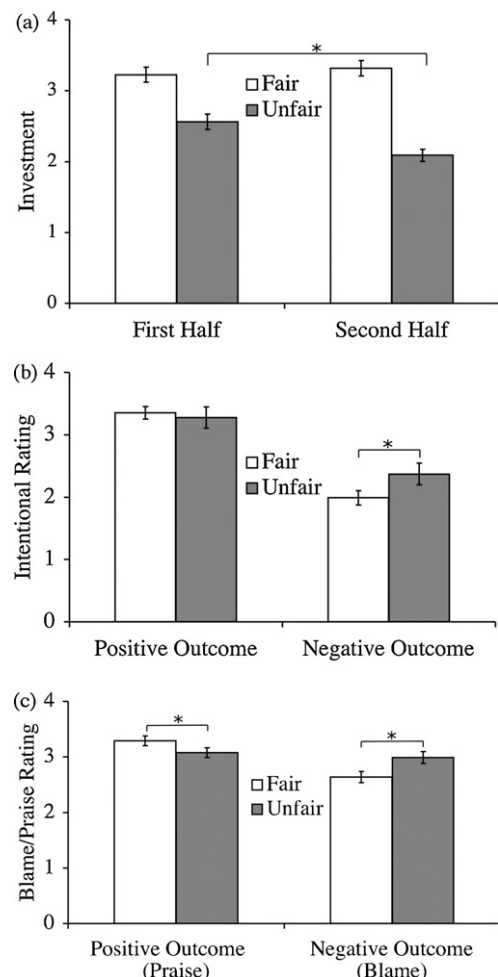 (a)
4
3
2
1
0
Investment
*
Fair
Unfair
First Half
Second Half
(b)
4
3
2
1
0
Intentional Rating
*
Fair
Unfair
Positive Outcome
Negative Outcome
(c)
4
3
2
1
0
Blame/Praise Rating
*
*
Fair
Unfair
Positive Outcome
(Praise)
Negative Outcome
(Blame)